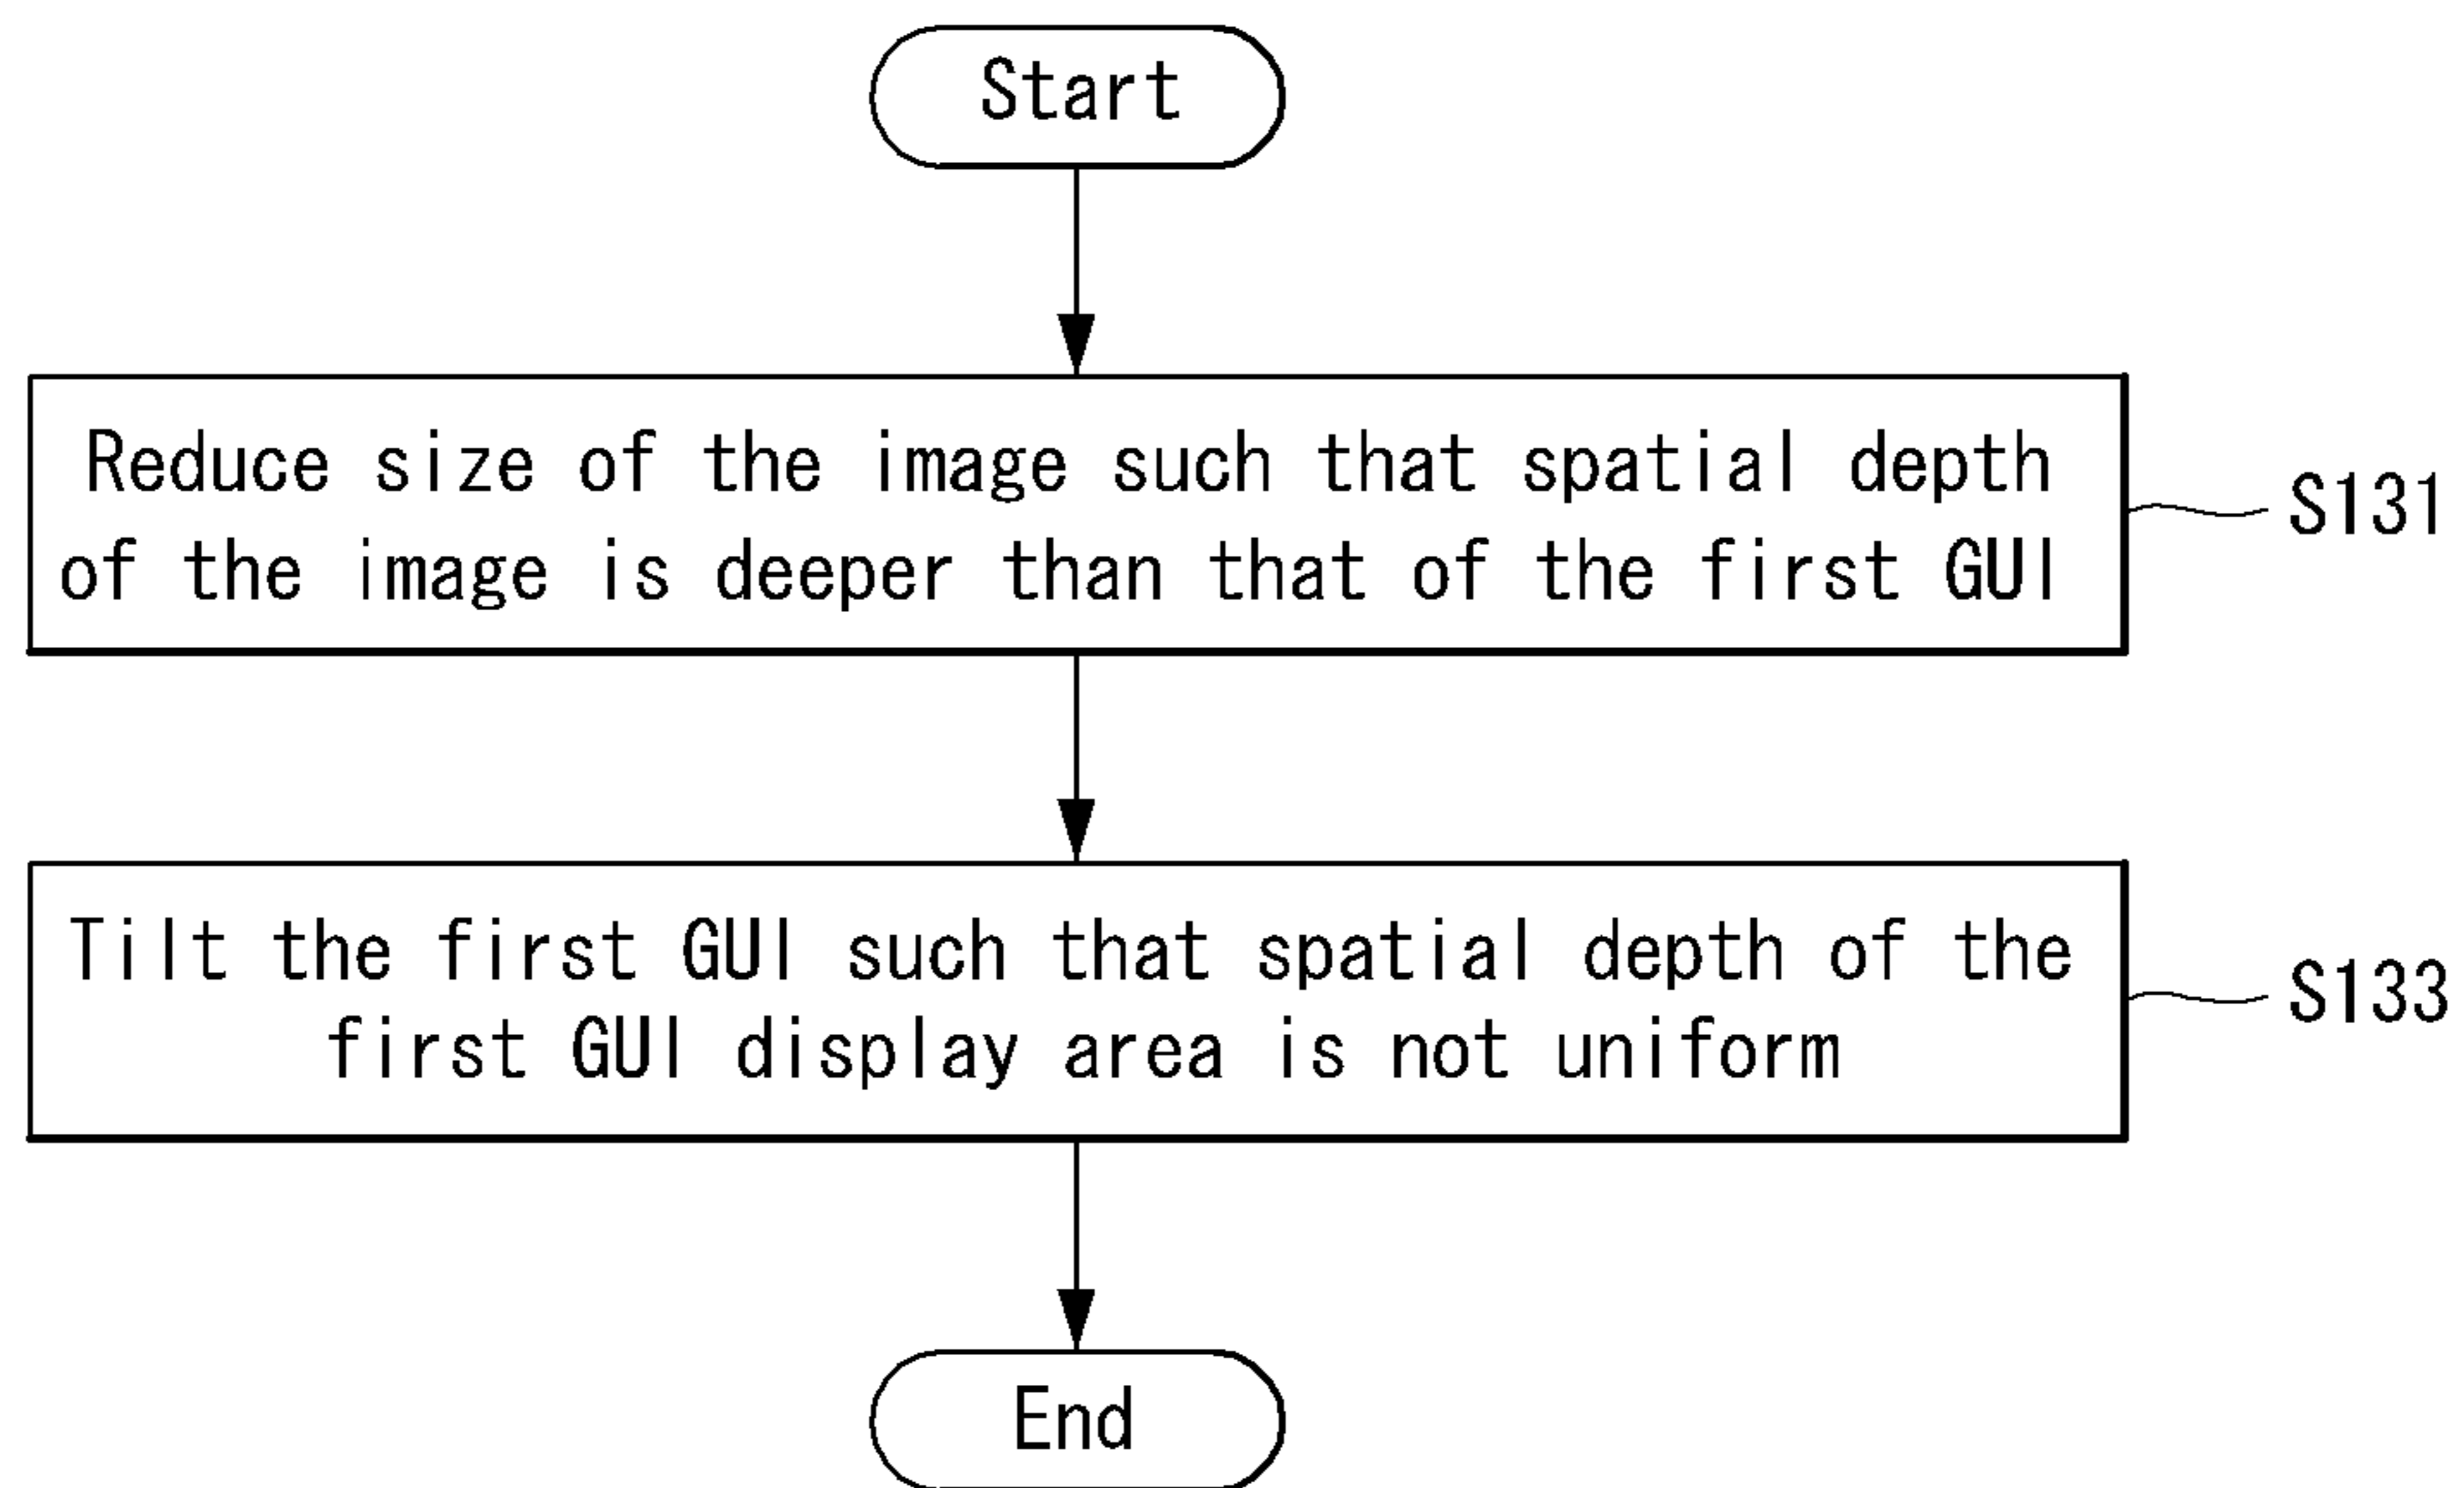 Start
Reduce size of the image such that spatial depth
of the image is deeper than that of the first GUI
S131
Tilt the first GUI such that spatial depth of the
first GUI display area is not uniform
S133
End